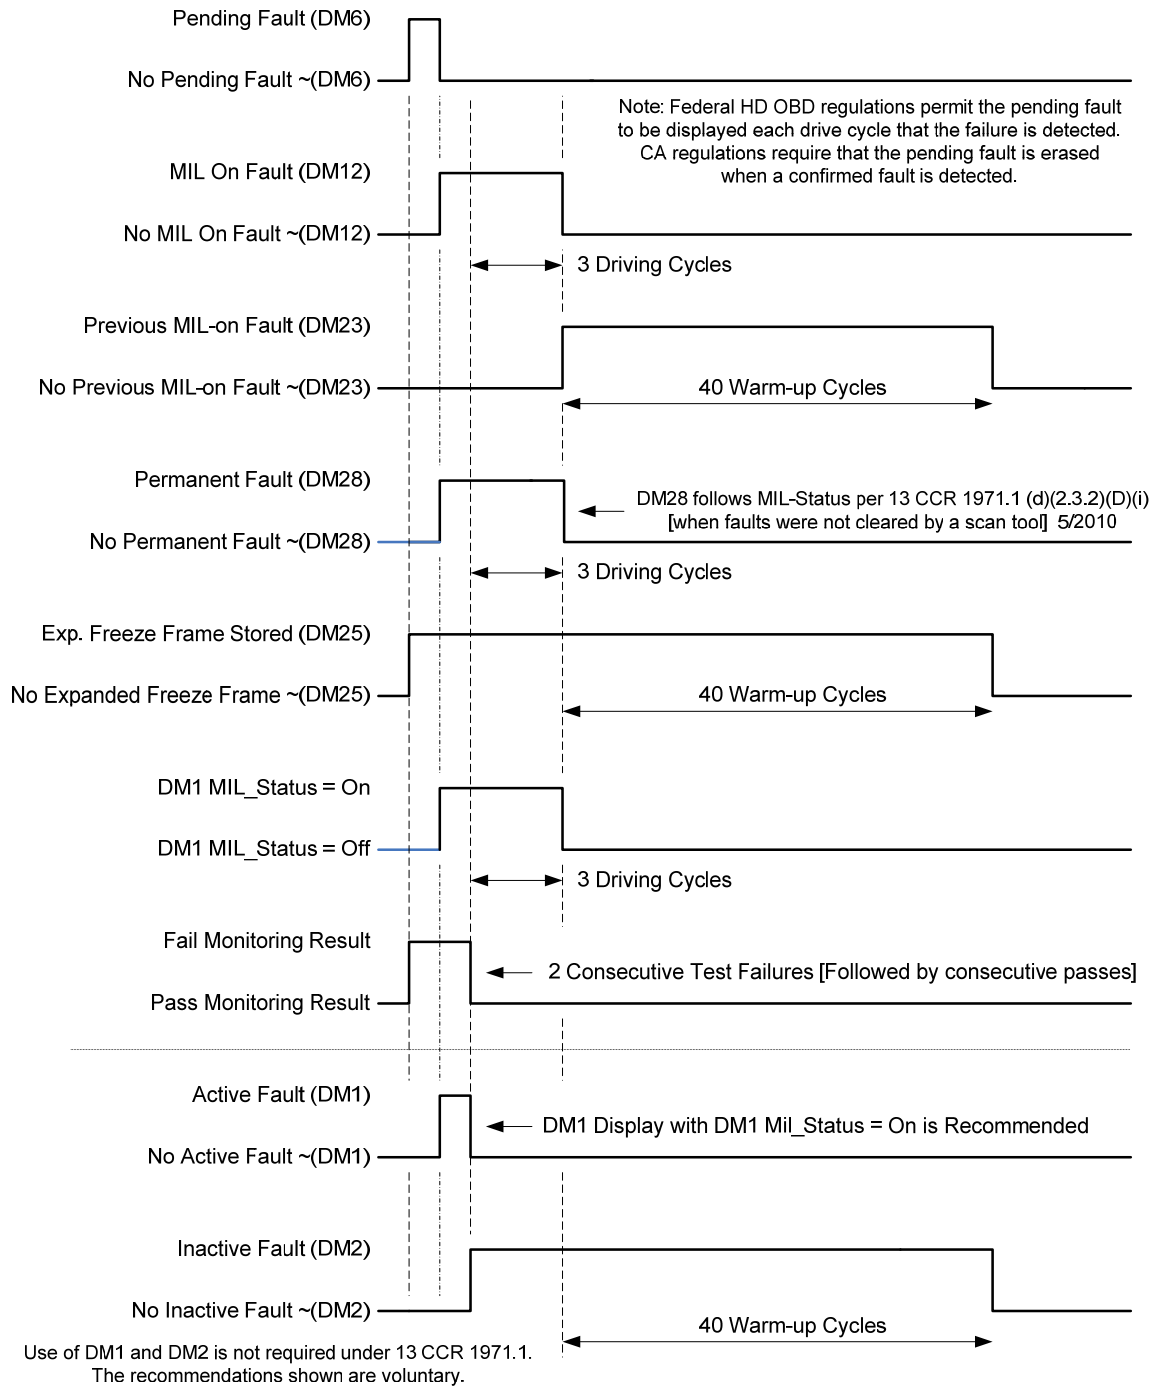 Pending Fault (DM6)
No Pending Fault ~(DM6)
Note: Federal HD OBD regulations permit the pending fault
to be displayed each drive cycle that the failure is detected.
CA regulations require that the pending fault is erased
when a confirmed fault is detected.
MIL On Fault (DM12)
No MIL On Fault ~(DM12)
3 Driving Cycles
Previous MIL-on Fault (DM23)
No Previous MIL-on Fault ~(DM23)
40 Warm-up Cycles
Permanent Fault (DM28)
DM28 follows MIL-Status per 13 CCR 1971.1 (d)(2.3.2)(D)(i)
[when faults were not cleared by a scan tool] 5/2010
No Permanent Fault ~(DM28)
3 Driving Cycles
Exp. Freeze Frame Stored (DM25)
No Expanded Freeze Frame ~(DM25)
40 Warm-up Cycles
DM1 MIL_Status = On
DM1 MIL_Status = Off
3 Driving Cycles
Fail Monitoring Result
2 Consecutive Test Failures [Followed by consecutive passes]
Pass Monitoring Result
Active Fault (DM1)
DM1 Display with DM1 Mil_Status = On is Recommended
No Active Fault ~(DM1)
Inactive Fault (DM2)
No Inactive Fault ~(DM2)
40 Warm-up Cycles
Use of DM1 and DM2 is not required under 13 CCR 1971.1.
The recommendations shown are voluntary.